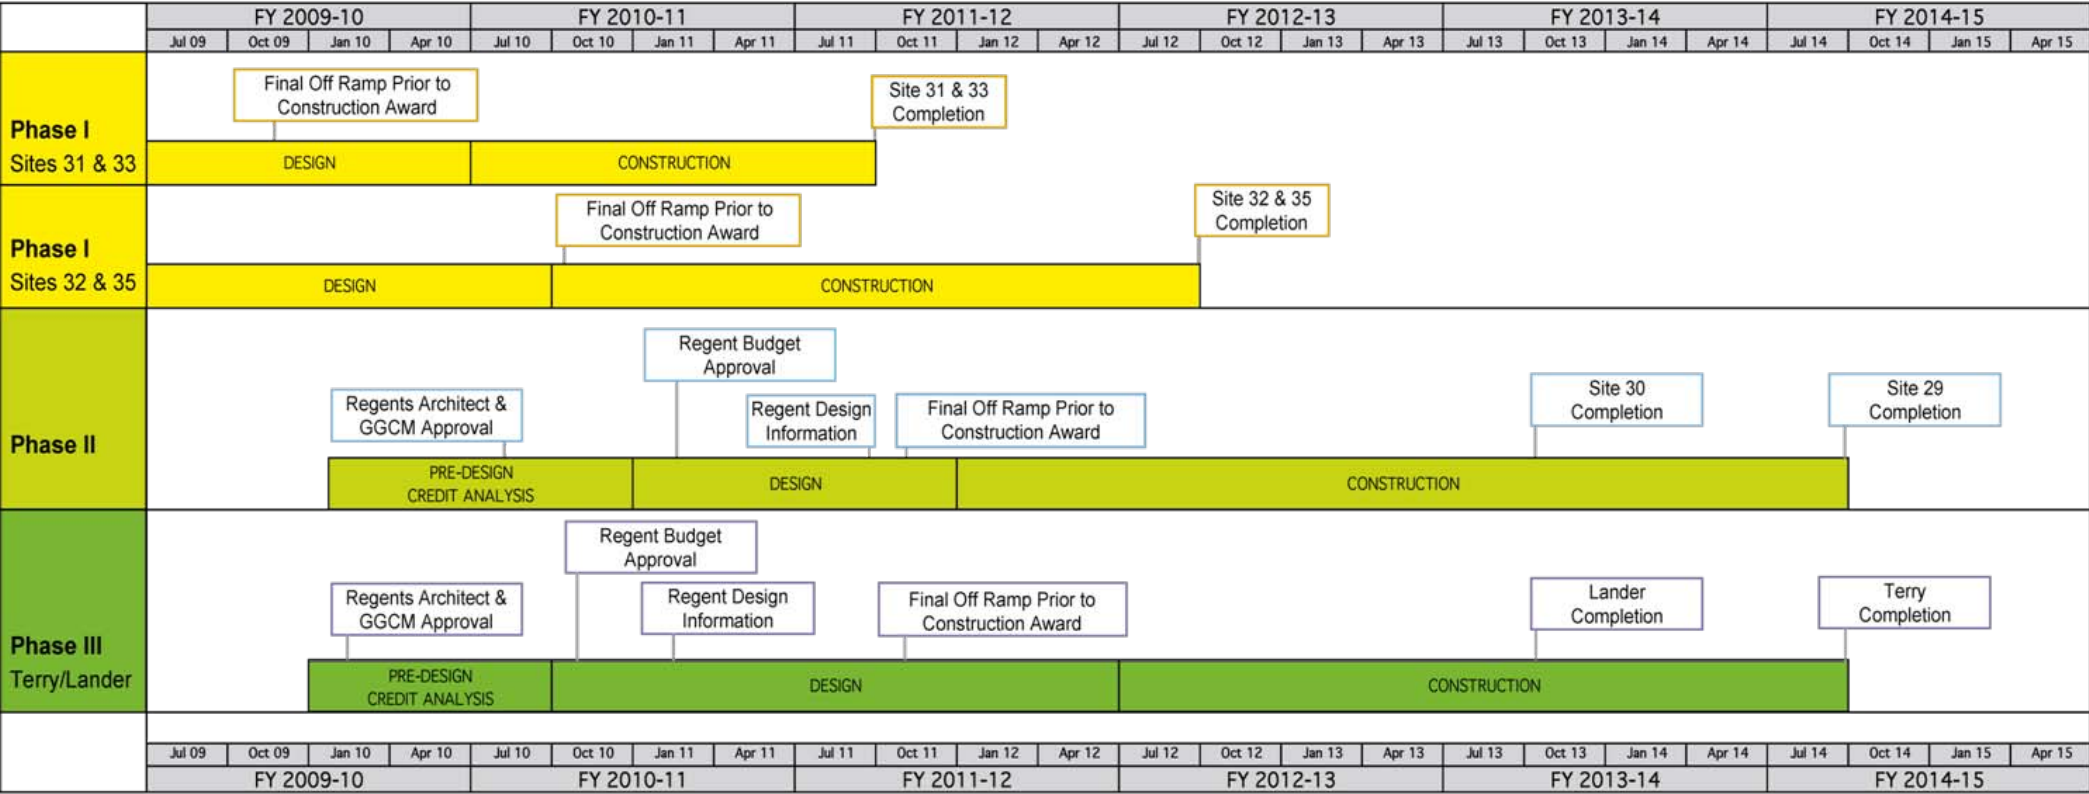 FY 2009-10 FY 2010-11 FY 2011-12 FY 2012-13 FY 2013-14 FY 2014-15
Jul 09 Oct 09 Jan 10 Apr 10 Jul 10 Oct 10 Jan 11 Apr 11 Jul 11 Oct 11 Jan 12 Apr 12 Jul 12 Oct 12 Jan 13 Apr 13 Jul 13 Oct 13 Jan 14 Apr 14 Jul 14 Oct 14 Jan 15 Apr 15
Phase I
Sites 31 & 33
Final Off Ramp Prior to
Construction Award
Site 31 & 33
Completion
DESIGN CONSTRUCTION
Phase I
Sites 32 & 35
Final Off Ramp Prior to
Construction Award
Site 32 & 35
Completion
DESIGN CONSTRUCTION
Phase II
Regents Architect &
GGCM Approval
Regent Budget
Approval
Regent Design
Information
Final Off Ramp Prior to
Construction Award
Site 30
Completion
Site 29
Completion
PRE-DESIGN
CREDIT ANALYSIS
DESIGN
CONSTRUCTION
Phase III
Terry/Lander
Regents Architect &
GGCM Approval
Regent Budget
Approval
Regent Design
Information
Final Off Ramp Prior to
Construction Award
Lander
Completion
Terry
Completion
PRE-DESIGN
CREDIT ANALYSIS
DESIGN
CONSTRUCTION
Jul 09 Oct 09 Jan 10 Apr 10 Jul 10 Oct 10 Jan 11 Apr 11 Jul 11 Oct 11 Jan 12 Apr 12 Jul 12 Oct 12 Jan 13 Apr 13 Jul 13 Oct 13 Jan 14 Apr 14 Jul 14 Oct 14 Jan 15 Apr 15
FY 2009-10 FY 2010-11 FY 2011-12 FY 2012-13 FY 2013-14 FY 2014-15